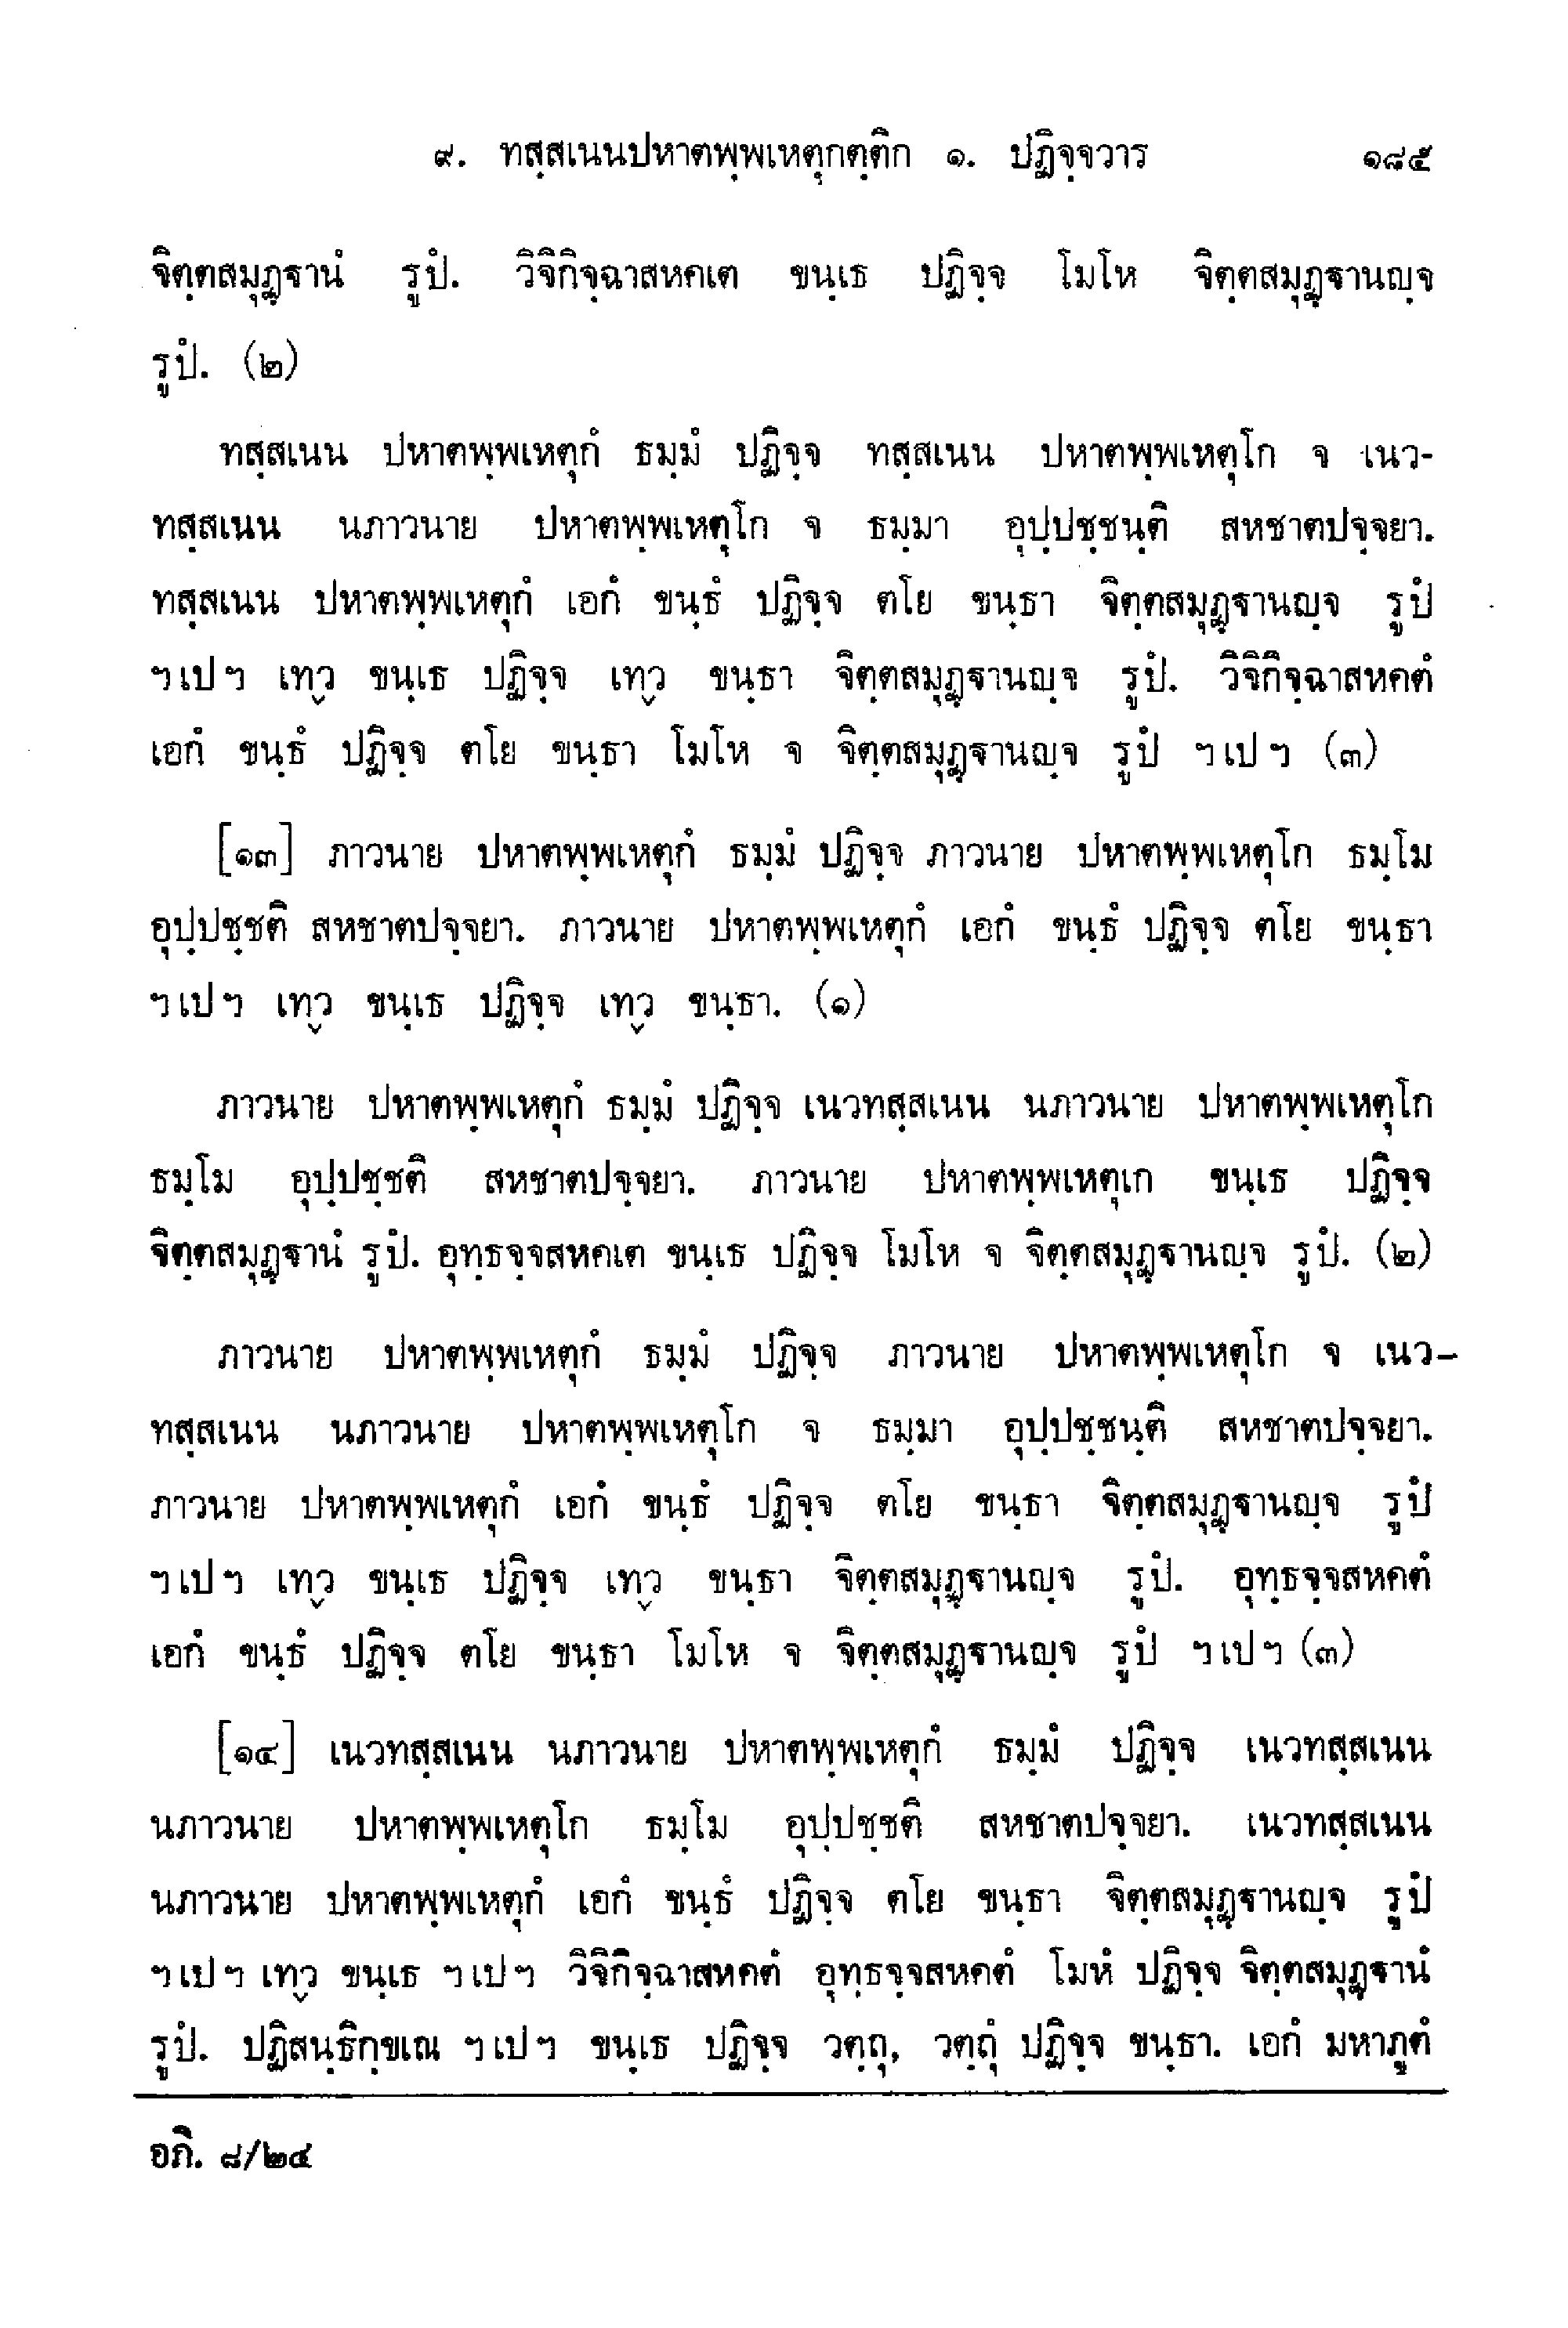 ๙. ทสฺสเนนปหาตพฺพเหตุกตฺติก ๑. ปฏิจฺจวาร ๑๘๕
จิตฺตสมุฏฺฐานํ รูปํ. วิจิกิจฺฉาสหคเต ขนฺเธ ปฏิจฺจ โมโห จิตฺตสมุฏฺฐานญฺจ
รูปํ. (๒)
ทสฺสเนน ปหาตพฺพเหตุกํ ธมฺมํ ปฏิจฺจ ทสฺสเนน ปหาตพฺพเหตุโก จ เนว-
ทสฺสเนน นภาวนาย ปหาตพฺพเหตุโก จ ธมฺมา อุปฺปชฺชนฺติ สหชาตปจฺจยา.
ทสฺสเนน ปหาตพฺพเหตุกํ เอกํ ขนฺธํ ปฏิจฺจ ตโย ขนฺธา จิตฺตสมุฏฺฐานญฺจ รูปํ
ฯเปฯ เทฺว ขนฺเธ ปฏิจฺจ เทฺว ขนฺธา จิตฺตสมุฏฺฐานญฺจ รูปํ. วิจิกิจฺฉาสหคตํ
เอกํ ขนฺธํ ปฏิจฺจ ตโย ขนฺธา โมโห จ จิตฺตสมุฏฺฐานญฺจ รูปํ ฯเปฯ (๓)
[๑๓] ภาวนาย ปหาตพฺพเหตุกํ ธมฺมํ ปฏิจฺจ ภาวนาย ปหาตพฺพเหตุโก ธมฺโม
อุปฺปชฺชติ สหชาตปจฺจยา. ภาวนาย ปหาตพฺพเหตุกํ เอกํ ขนฺธํ ปฏิจฺจ ตโย ขนฺธา
ฯเปฯ เทฺว ขนฺเธ ปฏิจฺจ เทฺว ขนฺธา. (๑)
ภาวนาย ปหาตพฺพเหตุกํ ธมฺมํ ปฏิจฺจ เนวทสฺสเนน นภาวนาย ปหาตพฺพเหตุโก
ธมฺโม อุปฺปชฺชติ สหชาตปจฺจยา. ภาวนาย ปหาตพฺพเหตุเก ขนฺเธ ปฏิจฺจ
จิตฺตสมุฏฺฐานํ รูปํ. อุทฺธจฺจสหคเต ขนฺเธ ปฏิจฺจ โมโห จ จิตฺตสมุฏฺฐานญฺจ รูปํ. (๒)
ภาวนาย ปหาตพฺพเหตุกํ ธมฺมํ ปฏิจฺจ ภาวนาย ปหาตพฺพเหตุโก จ เนว-
ทสฺสเนน นภาวนาย ปหาตพฺพเหตุโก จ ธมฺมา อุปฺปชฺชนฺติ สหชาตปจฺจยา.
ภาวนาย ปหาตพฺพเหตุกํ เอกํ ขนฺธํ ปฏิจฺจ ตโย ขนฺธา จิตฺตสมุฏฺฐานญฺจ รูปํ
ฯเปฯ เทฺว ขนฺเธ ปฏิจฺจ เทฺว ขนฺธา จิตฺตสมุฏฺฐานญฺจ รูปํ. อุทฺธจฺจสหคตํ
เอกํ ขนฺธํ ปฏิจฺจ ตโย ขนฺธา โมโห จ จิตฺตสมุฏฺฐานญฺจ รูปํ ฯเปฯ (๓)
[๑๔] เนวทสฺสเนน นภาวนาย ปหาตพฺพเหตุกํ ธมฺมํ ปฏิจฺจ เนวทสฺสเนน
นภาวนาย ปหาตพฺพเหตุโก ธมฺโม อุปฺปชฺชติ สหชาตปจฺจยา. เนวทสฺสเนน
นภาวนาย ปหาตพฺพเหตุกํ เอกํ ขนฺธํ ปฏิจฺจ ตโย ขนฺธา จิตฺตสมุฏฺฐานญฺจ รูปํ
ฯเปฯ เทฺว ขนฺเธ ฯเปฯ วิจิกิจฺฉาสหคตํ อุทฺธจฺจสหคตํ โมหํ ปฏิจฺจ จิตฺตสมุฏฺฐานํ
รูปํ. ปฏิสนฺธิกฺขเณ ฯเปฯ ขนฺเธ ปฏิจฺจ วตฺถุ, วตฺถุํ ปฏิจฺจ ขนฺธา. เอกํ มหาภูตํ
อภิ. ๘/๒๔